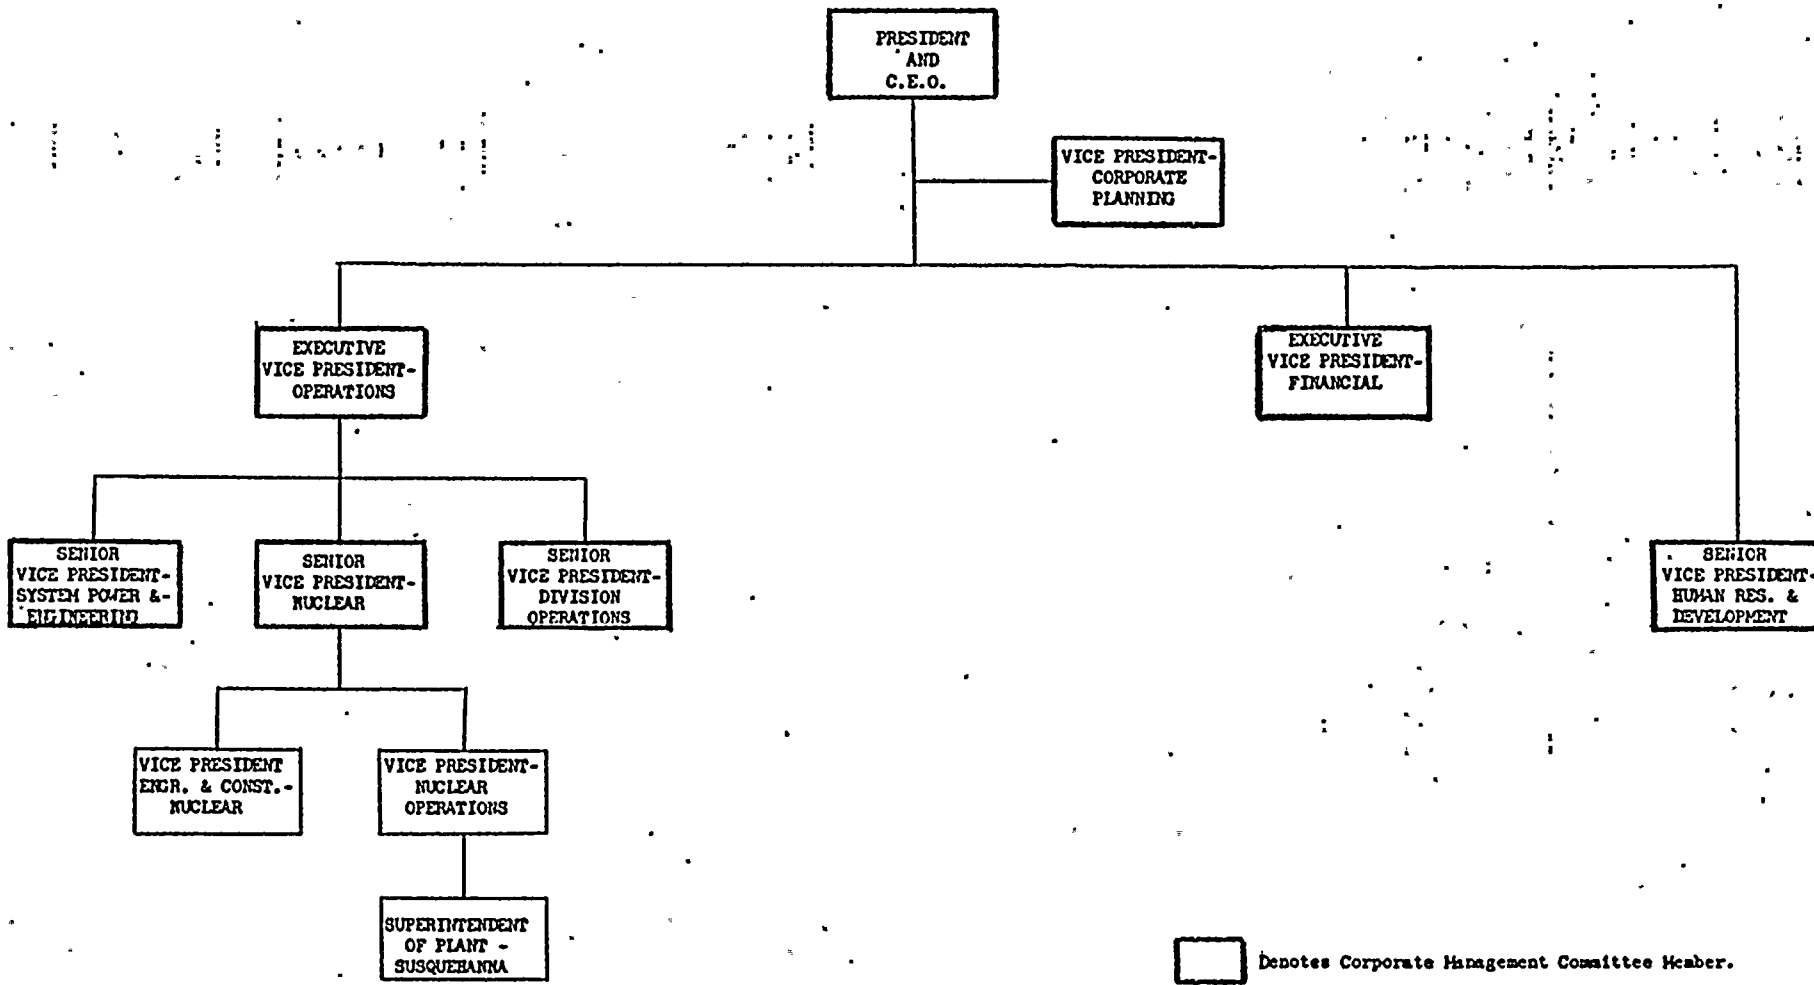 PRESIDENT
AND
C.E.O.
VICE PRESIDENT-
CORPORATE
PLANNING
EXECUTIVE
VICE PRESIDENT-
OPERATIONS
EXECUTIVE
VICE PRESIDENT-
FINANCIAL
SENIOR
VICE PRESIDENT-
SYSTEM POWER &-
ENGINEERING
SENIOR
VICE PRESIDENT-
NUCLEAR
SENIOR
VICE PRESIDENT-
DIVISION
OPERATIONS
SENIOR
VICE PRESIDENT-
HUMAN RES. &
DEVELOPMENT
VICE PRESIDENT
ENGR. & CONST.-
NUCLEAR
VICE PRESIDENT-
NUCLEAR
OPERATIONS
SUPERINTENDENT
OF PLANT -
SUSQUEHANNA
Denotes Corporate Management Committee Member.